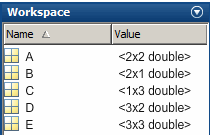 Workspace
Name Value
A <2x2 double>
B <2x1 double>
C <1x3 double>
D <3x2 double>
E <3x3 double>